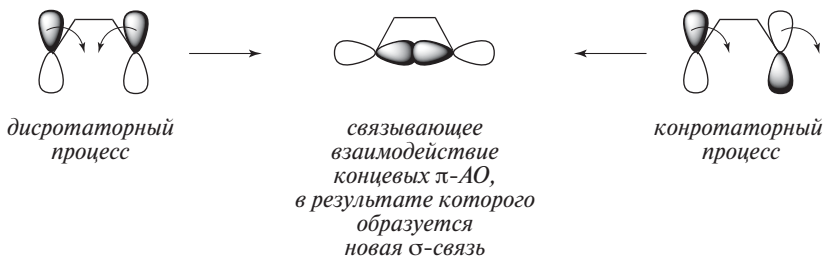 дисротаторный
процесс
связывающее
взаимодействие
концевых π-АО,
в результате которого
образуется
новая σ-связь
конротаторный
процесс